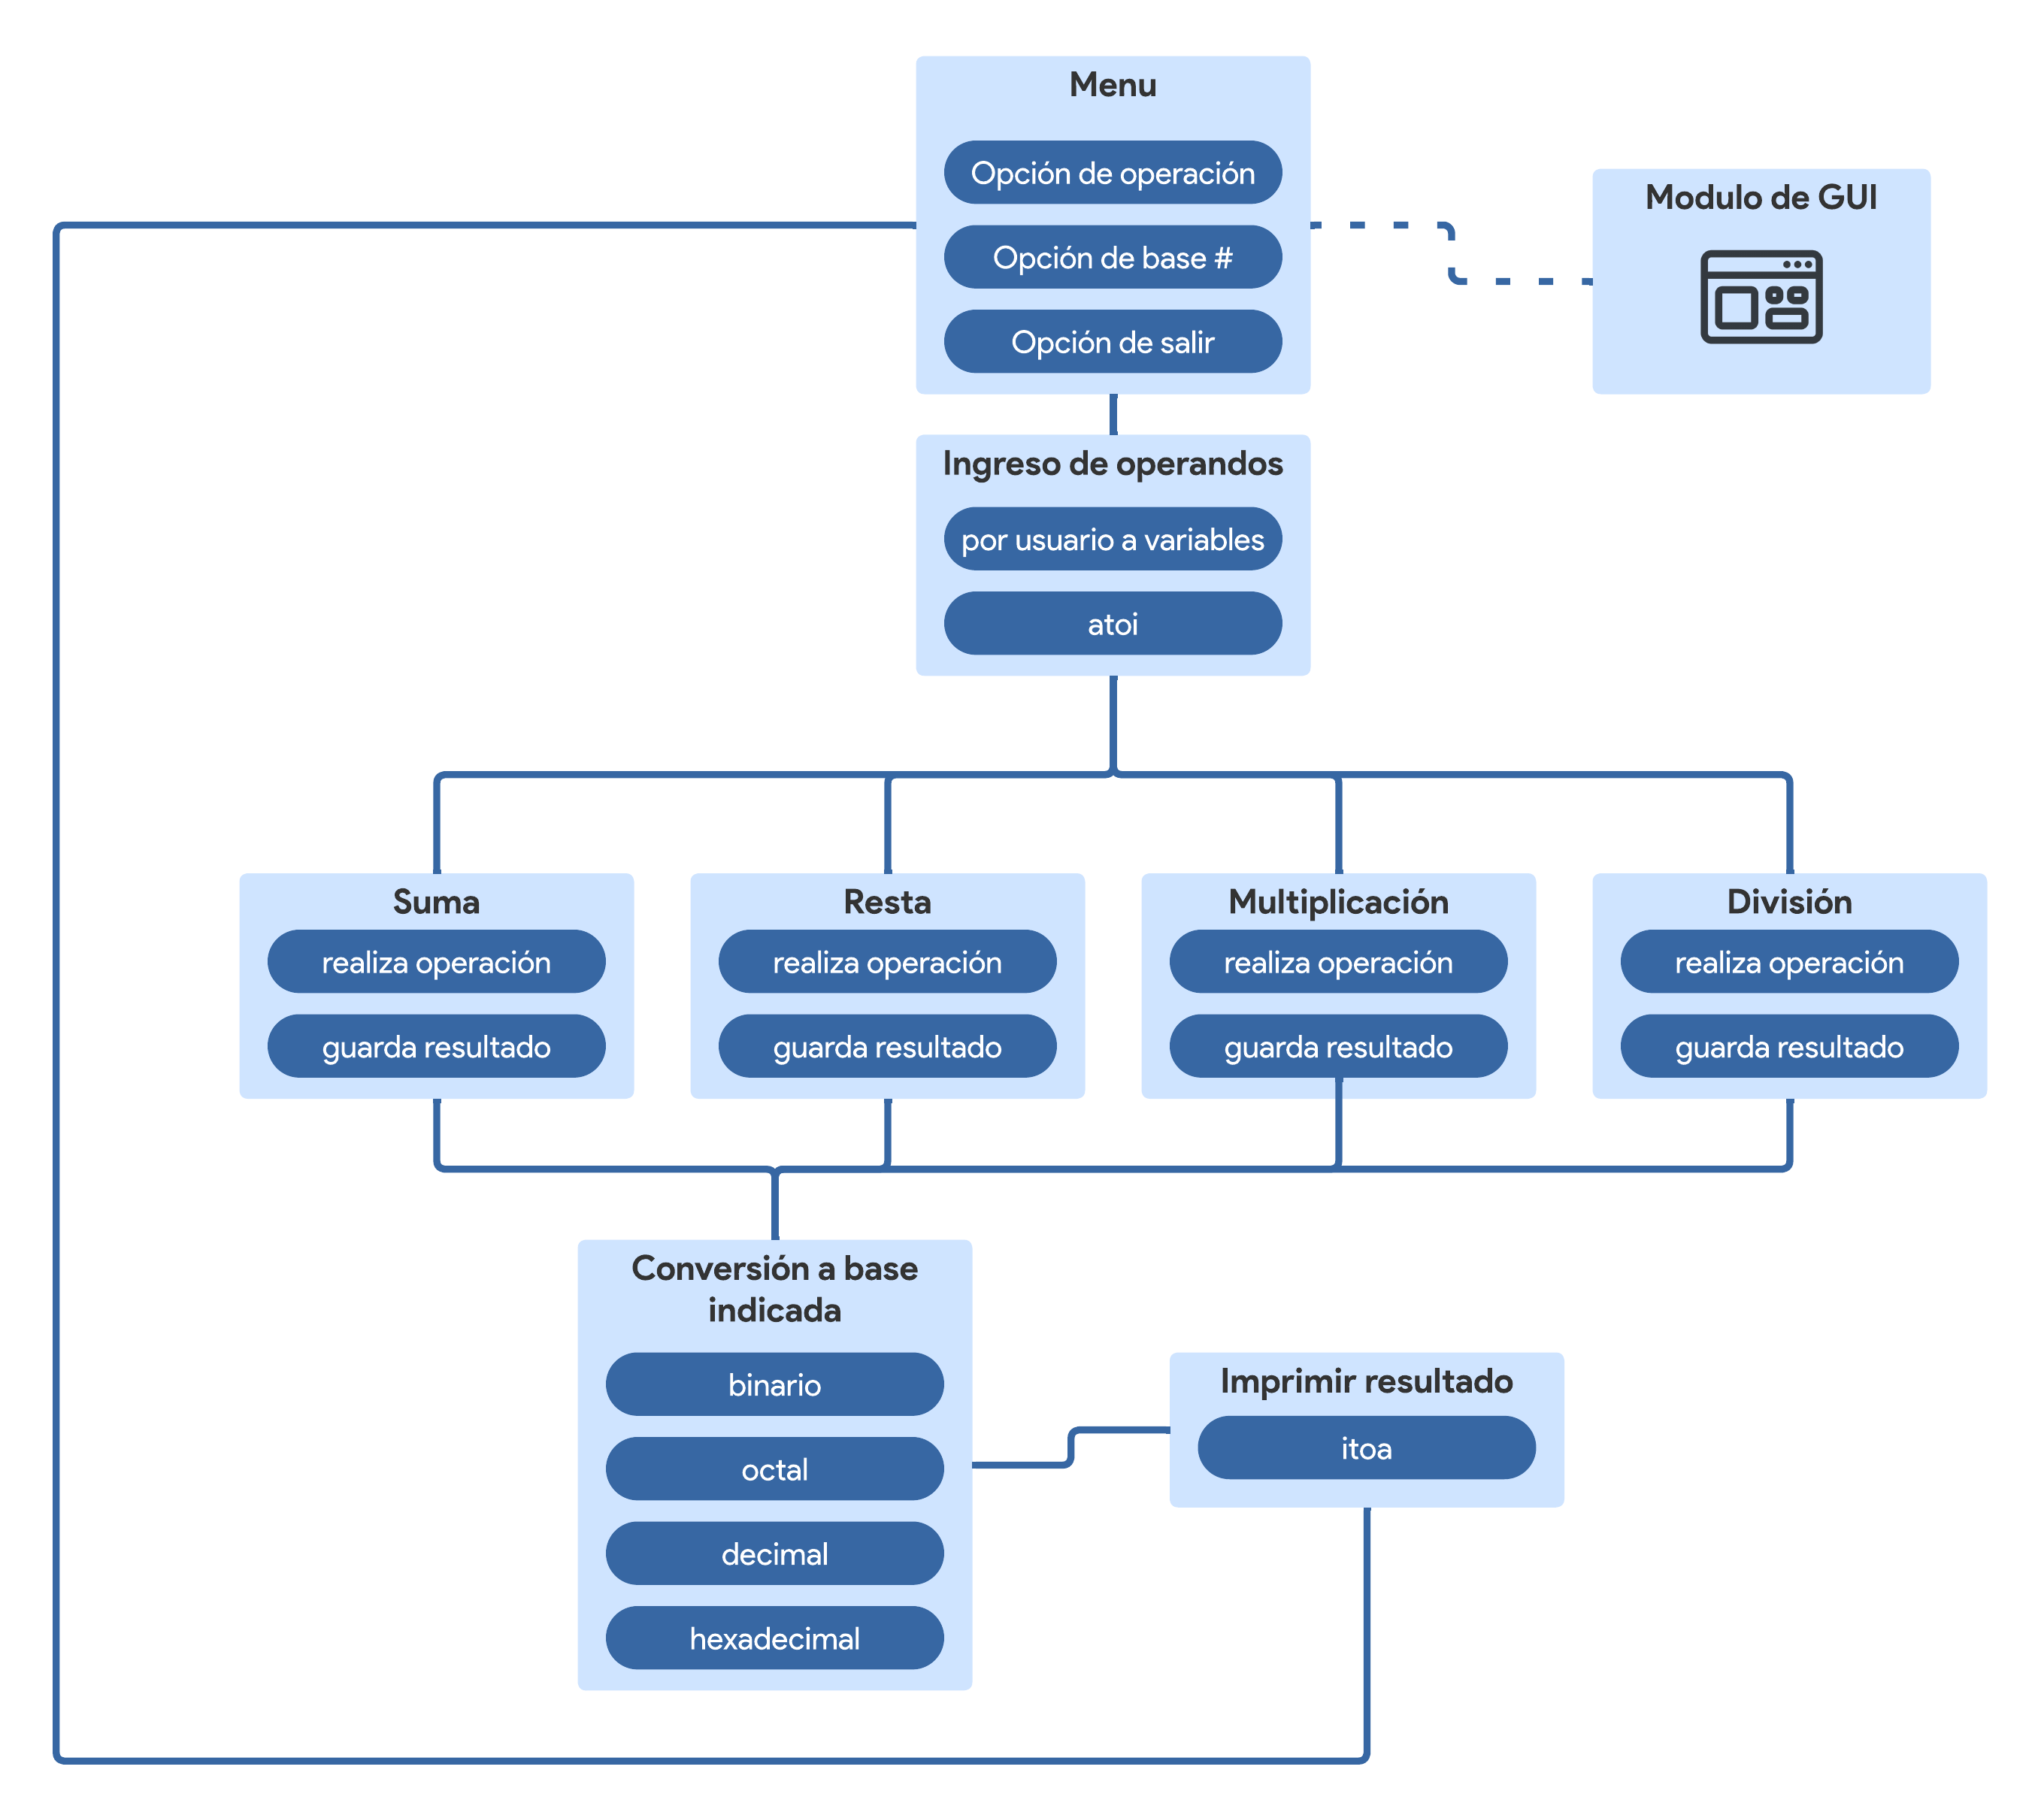 Menu
Opción de operación
Opción de base #
Opción de salir
Modulo de GUI
Ingreso de operandos
por usuario a variables
atoi
Suma
realiza operación
guarda resultado
Resta
realiza operación
guarda resultado
Multiplicación
realiza operación
guarda resultado
División
realiza operación
guarda resultado
Conversión a base
indicada
binario
octal
decimal
hexadecimal
Imprimir resultado
itoa